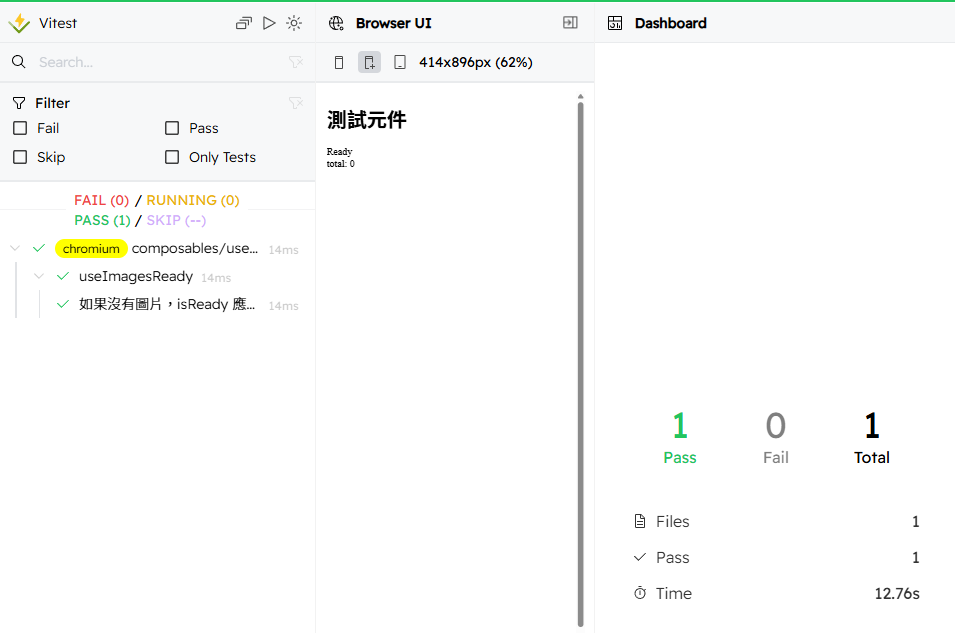 Vitest
Search...
Filter
Fail
Pass
Skip
Only Tests
FAIL (0) / RUNNING (0)
PASS (1) / SKIP (--)
chromium composables/use... 14ms
useImagesReady 14ms
如果沒有圖片，isReady 應... 14ms
Browser UI
414x896px (62%)
測試元件
Ready
total: 0
Dashboard
1
Pass
0
Fail
1
Total
Files 1
Pass 1
Time 12.76s